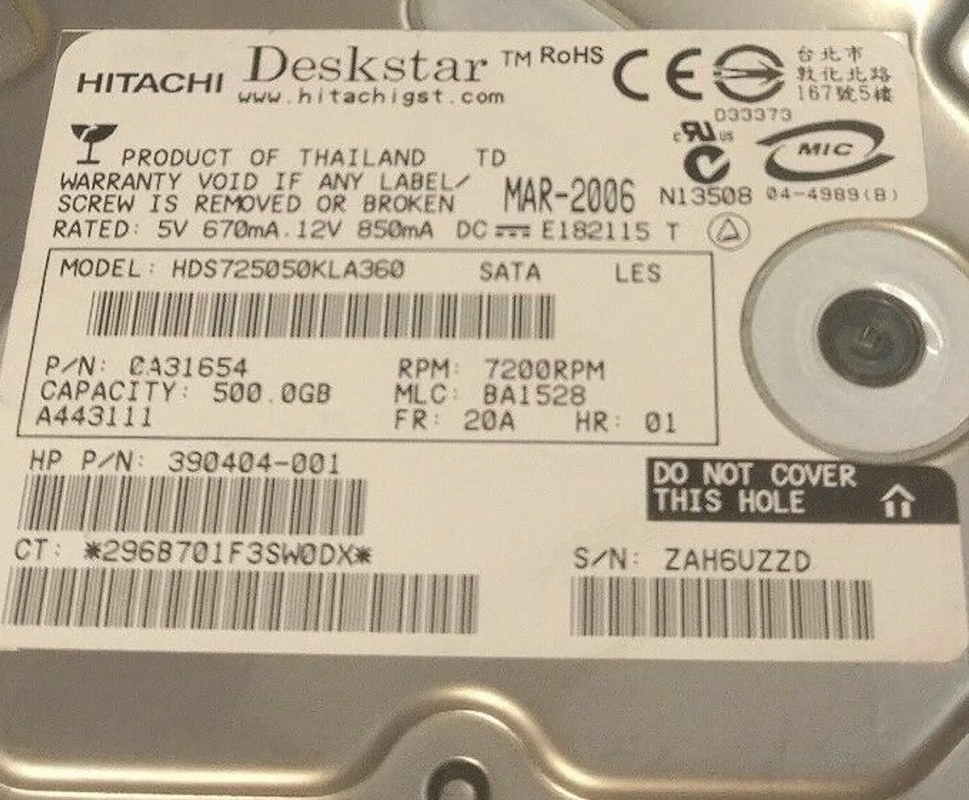 HITACHI Deskstar ™ RoHS CE
www.hitachigst.com
台北市
敦化北路
167號5樓
D33373
c RU us
MIC
PRODUCT OF THAILAND TD
WARRANTY VOID IF ANY LABEL/
SCREW IS REMOVED OR BROKEN
MAR-2006 N13508 04-4989(B)
RATED: 5V 670mA.12V 850mA DC E182115 T
MODEL: HDS725050KLA360 SATA LES
P/N: 0A31654 RPM: 7200RPM
CAPACITY: 500.0GB MLC: BA1528
A443111 FR: 20A HR: 01
HP P/N: 390404-001
DO NOT COVER
THIS HOLE
CT: *296B701F3SW0DX* S/N: ZAH6UZZD